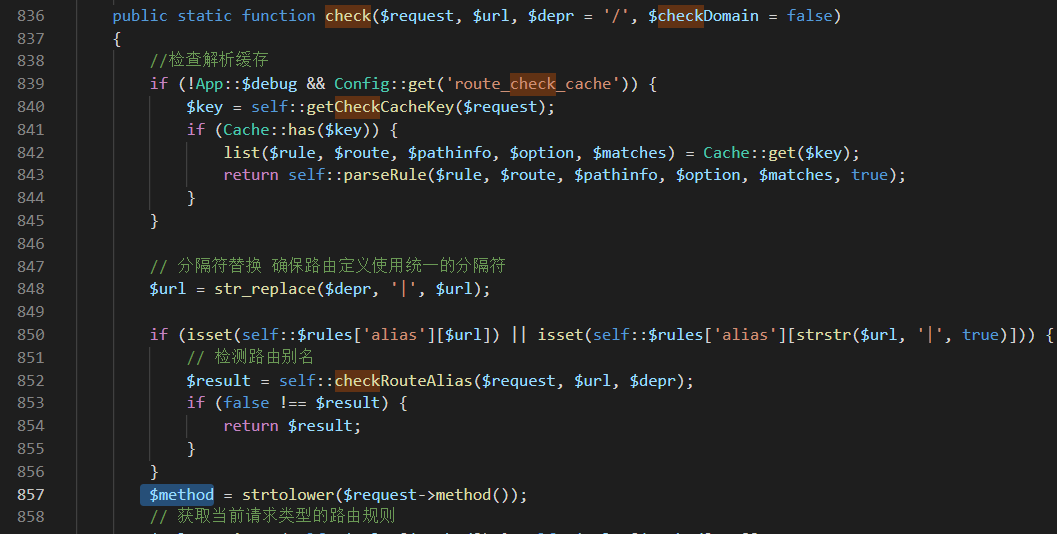 836 public static function check($request, $url, $depr = '/', $checkDomain = false)
837 {
838 //检查解析缓存
839 if (!App::$debug && Config::get('route_check_cache')) {
840 $key = self::getCheckCacheKey($request);
841 if (Cache::has($key)) {
842 list($rule, $route, $pathinfo, $option, $matches) = Cache::get($key);
843 return self::parseRule($rule, $route, $pathinfo, $option, $matches, true);
844 }
845 }
846
847 // 分隔符替换 确保路由定义使用统一的分隔符
848 $url = str_replace($depr, '|', $url);
849
850 if (isset(self::$rules['alias'][$url]) || isset(self::$rules['alias'][strstr($url, '|', true)])) {
851 // 检测路由别名
852 $result = self::checkRouteAlias($request, $url, $depr);
853 if (false !== $result) {
854 return $result;
855 }
856 }
857 $method = strtolower($request->method());
858 // 获取当前请求类型的路由规则